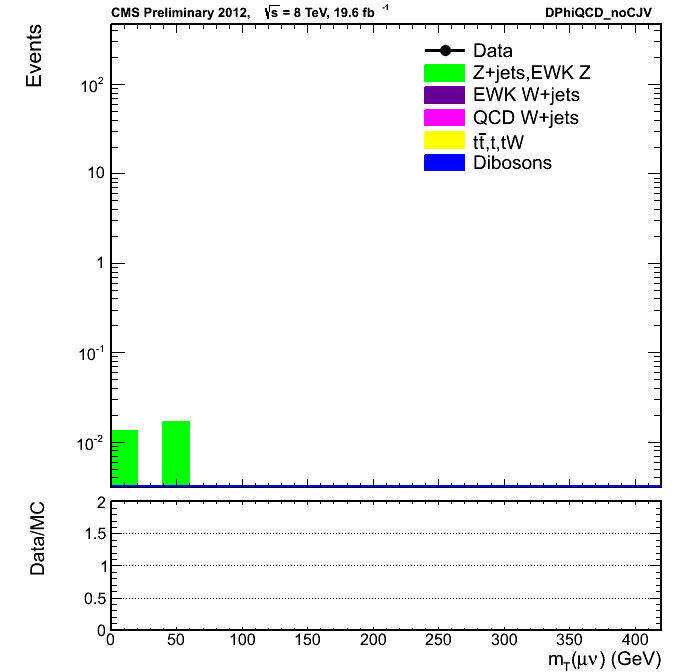 CMS Preliminary 2012, √s = 8 TeV, 19.6 fb⁻¹ DPhiQCD_noCJV
Events
Data
Z+jets,EWK Z
EWK W+jets
QCD W+jets
tt̅,t,tW
Dibosons
10²
10
1
10⁻¹
10⁻²
Data/MC
2
1.5
1
0.5
0
0 50 100 150 200 250 300 350 400
m_T(μν) (GeV)